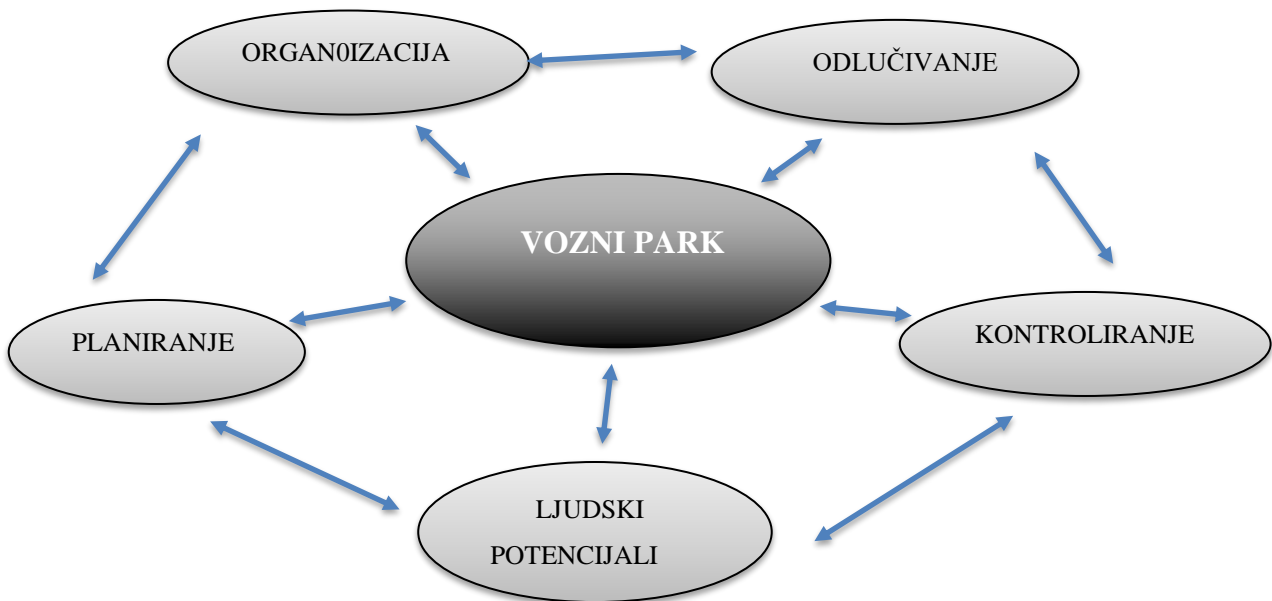 ORGAN0IZACIJA
ODLUČIVANJE
VOZNI PARK
PLANIRANJE
KONTROLIRANJE
LJUDSKI
POTENCIJALI